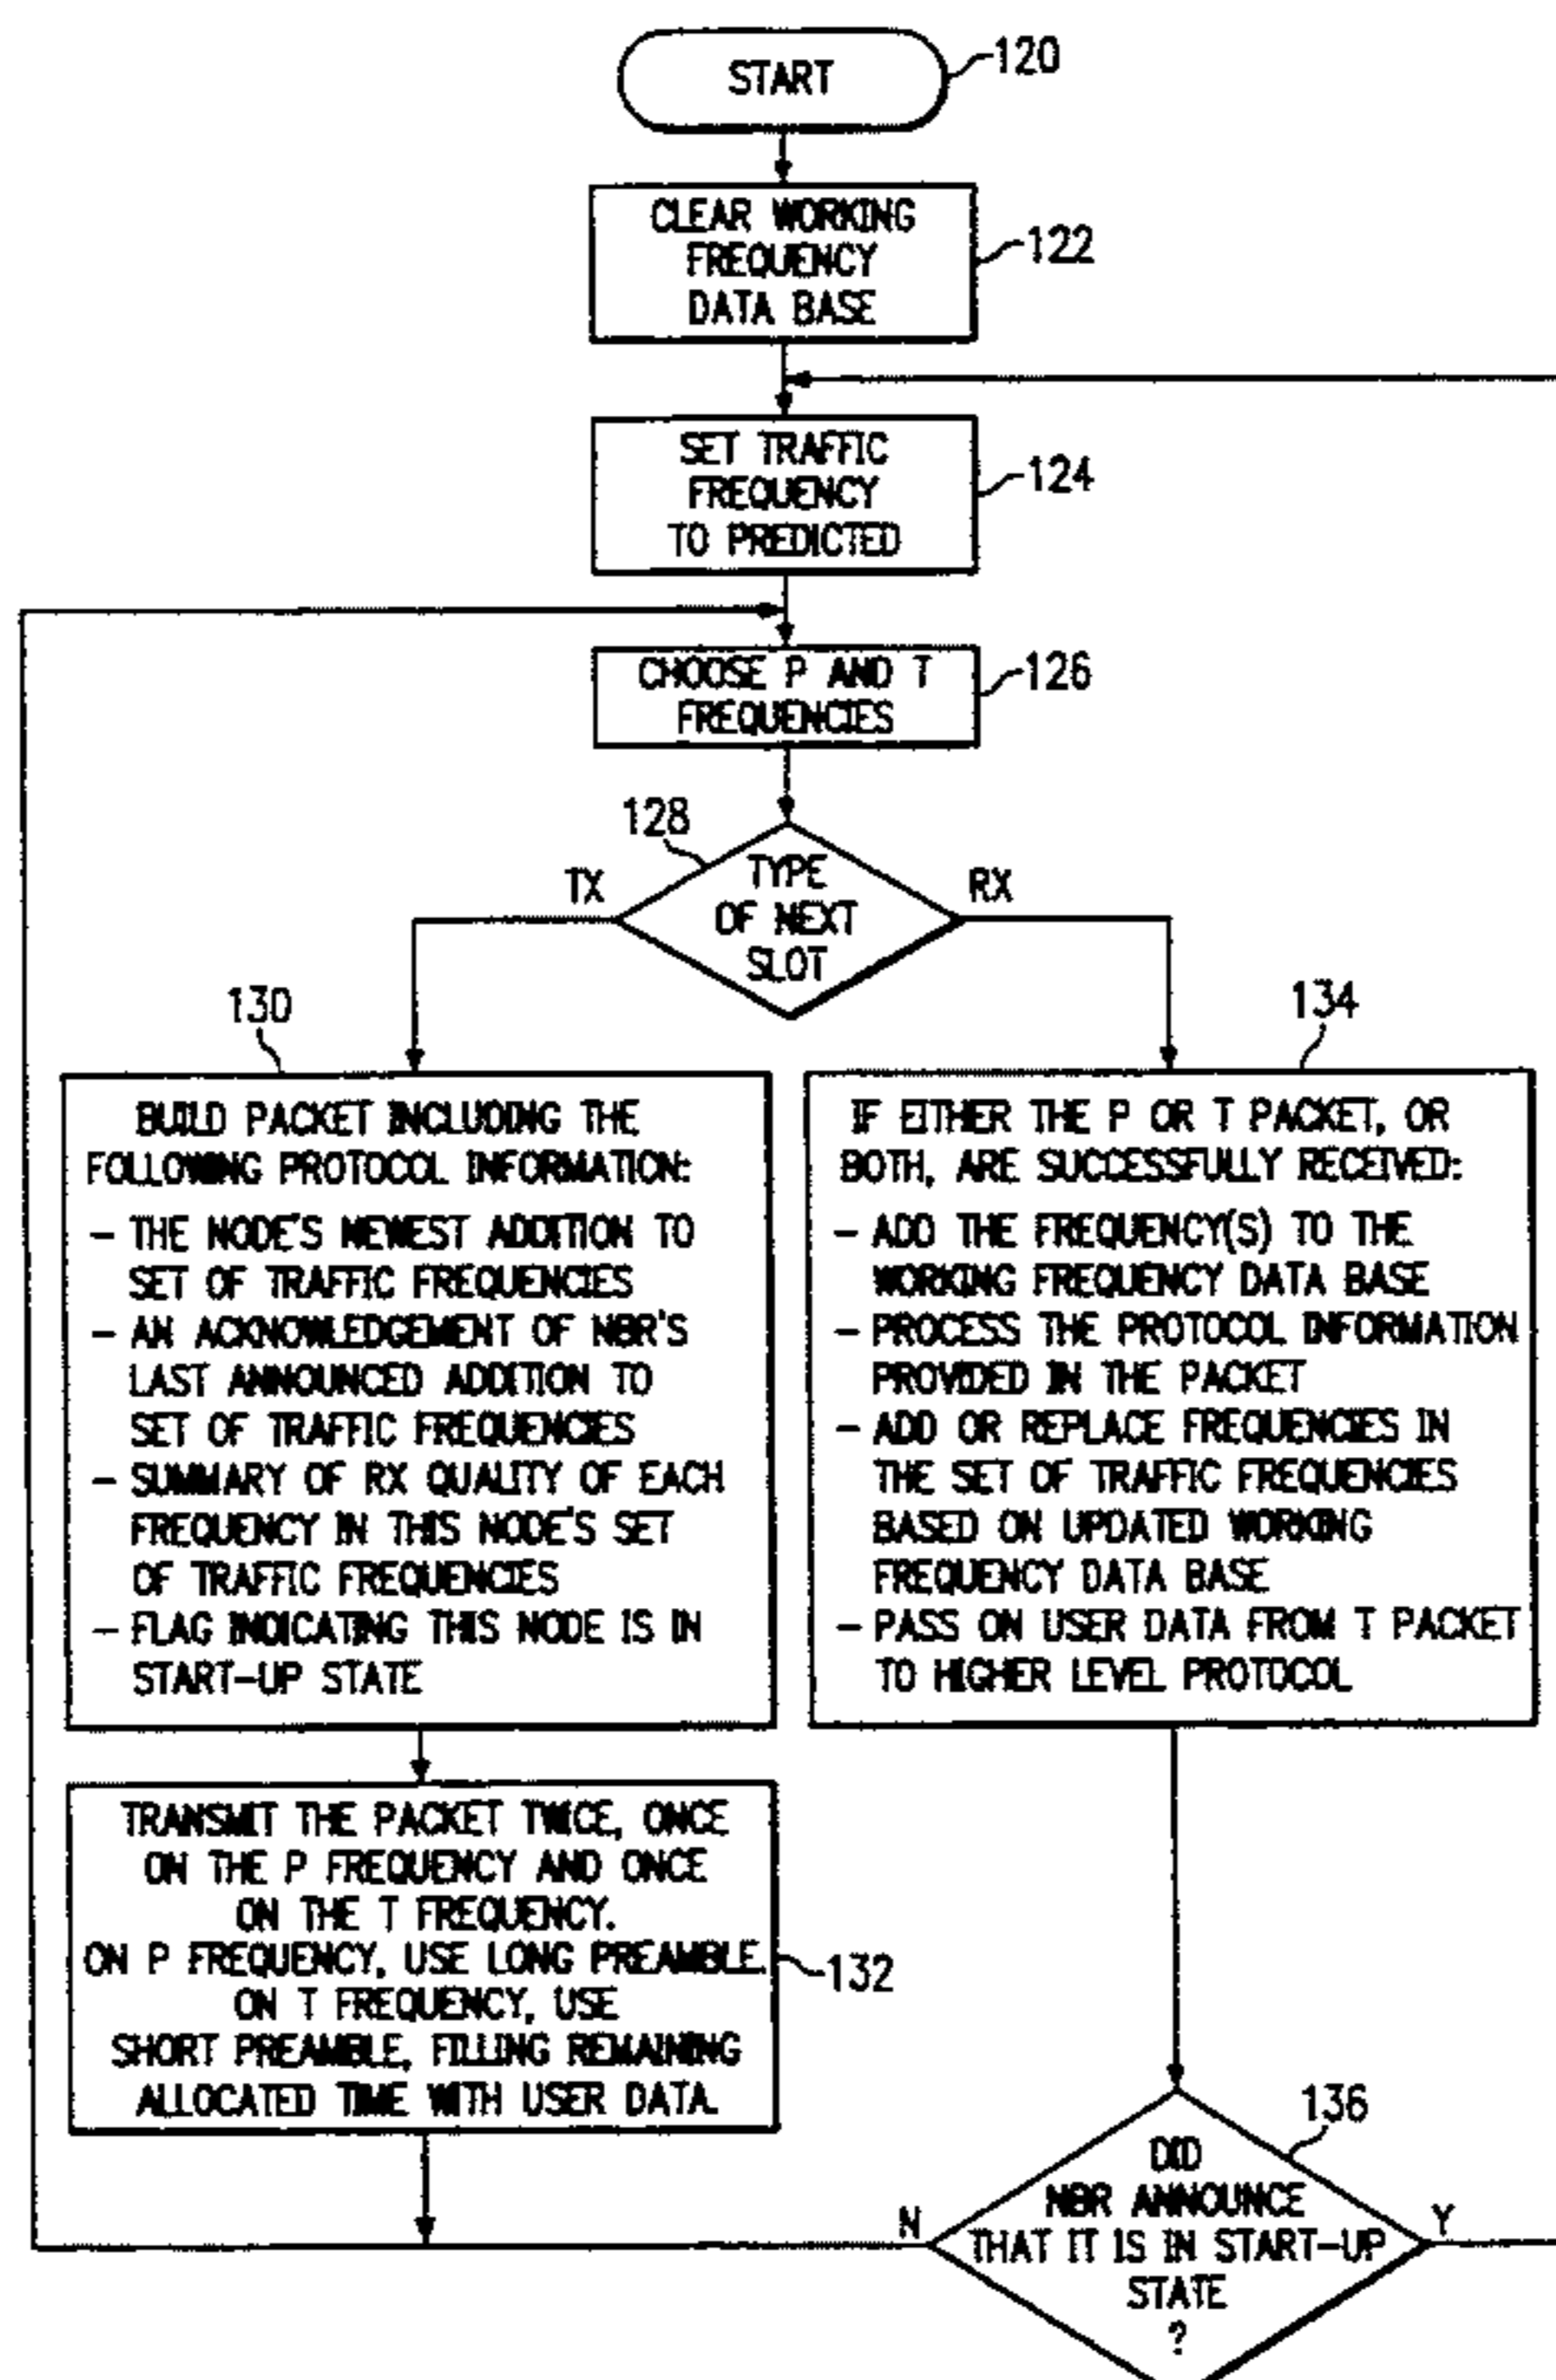 START
120
CLEAR WORKING
FREQUENCY
DATA BASE
122
SET TRAFFIC
FREQUENCY
TO PREDICTED
124
CHOOSE P AND T
FREQUENCIES
126
128
TYPE
OF NEXT
SLOT
TX
RX
130
BUILD PACKET INCLUDING THE
FOLLOWING PROTOCOL INFORMATION:
– THE NODE'S NEWEST ADDITION TO
SET OF TRAFFIC FREQUENCIES
– AN ACKNOWLEDGEMENT OF NBR'S
LAST ANNOUNCED ADDITION TO
SET OF TRAFFIC FREQUENCIES
– SUMMARY OF RX QUALITY OF EACH
FREQUENCY IN THIS NODE'S SET
OF TRAFFIC FREQUENCIES
– FLAG INDICATING THIS NODE IS IN
START-UP STATE
134
IF EITHER THE P OR T PACKET, OR
BOTH, ARE SUCCESSFULLY RECEIVED:
– ADD THE FREQUENCY(S) TO THE
WORKING FREQUENCY DATA BASE
– PROCESS THE PROTOCOL INFORMATION
PROVIDED IN THE PACKET
– ADD OR REPLACE FREQUENCIES IN
THE SET OF TRAFFIC FREQUENCIES
BASED ON UPDATED WORKING
FREQUENCY DATA BASE
– PASS ON USER DATA FROM T PACKET
TO HIGHER LEVEL PROTOCOL
TRANSMIT THE PACKET TWICE, ONCE
ON THE P FREQUENCY AND ONCE
ON THE T FREQUENCY.
ON P FREQUENCY, USE LONG PREAMBLE.
ON T FREQUENCY, USE
SHORT PREAMBLE, FILLING REMAINING
ALLOCATED TIME WITH USER DATA.
132
136
DID
NBR ANNOUNCE
THAT IT IS IN START-UP
STATE
?
N
Y